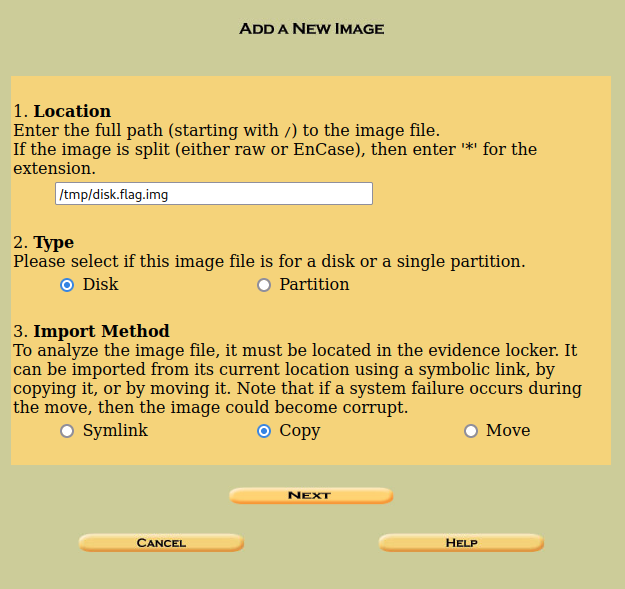 ADD A NEW IMAGE
1. Location
Enter the full path (starting with /) to the image file.
If the image is split (either raw or EnCase), then enter '*' for the
extension.
/tmp/disk.flag.img
2. Type
Please select if this image file is for a disk or a single partition.
Disk Partition
3. Import Method
To analyze the image file, it must be located in the evidence locker. It
can be imported from its current location using a symbolic link, by
copying it, or by moving it. Note that if a system failure occurs during
the move, then the image could become corrupt.
Symlink Copy Move
NEXT
CANCEL HELP